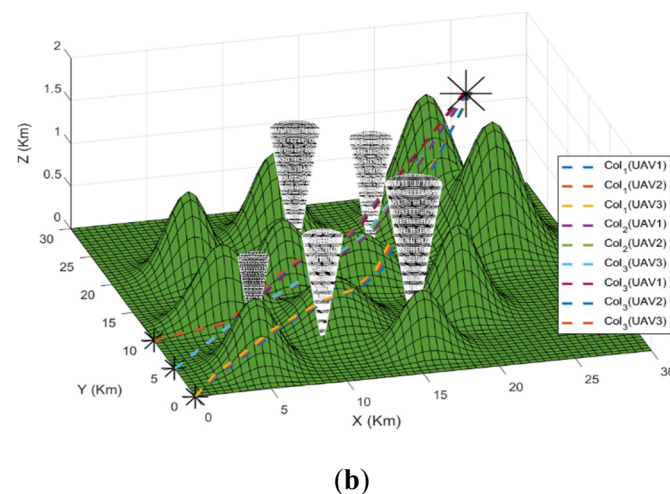 2
1.5
1
0.5
0
Z (Km)
30
25
20
15
10
5
0
Y (Km)
0
5
10
15
20
25
30
X (Km)
Col1(UAV1)
Col1(UAV2)
Col1(UAV3)
Col2(UAV1)
Col2(UAV2)
Col3(UAV3)
Col3(UAV1)
Col3(UAV2)
Col3(UAV3)
(b)